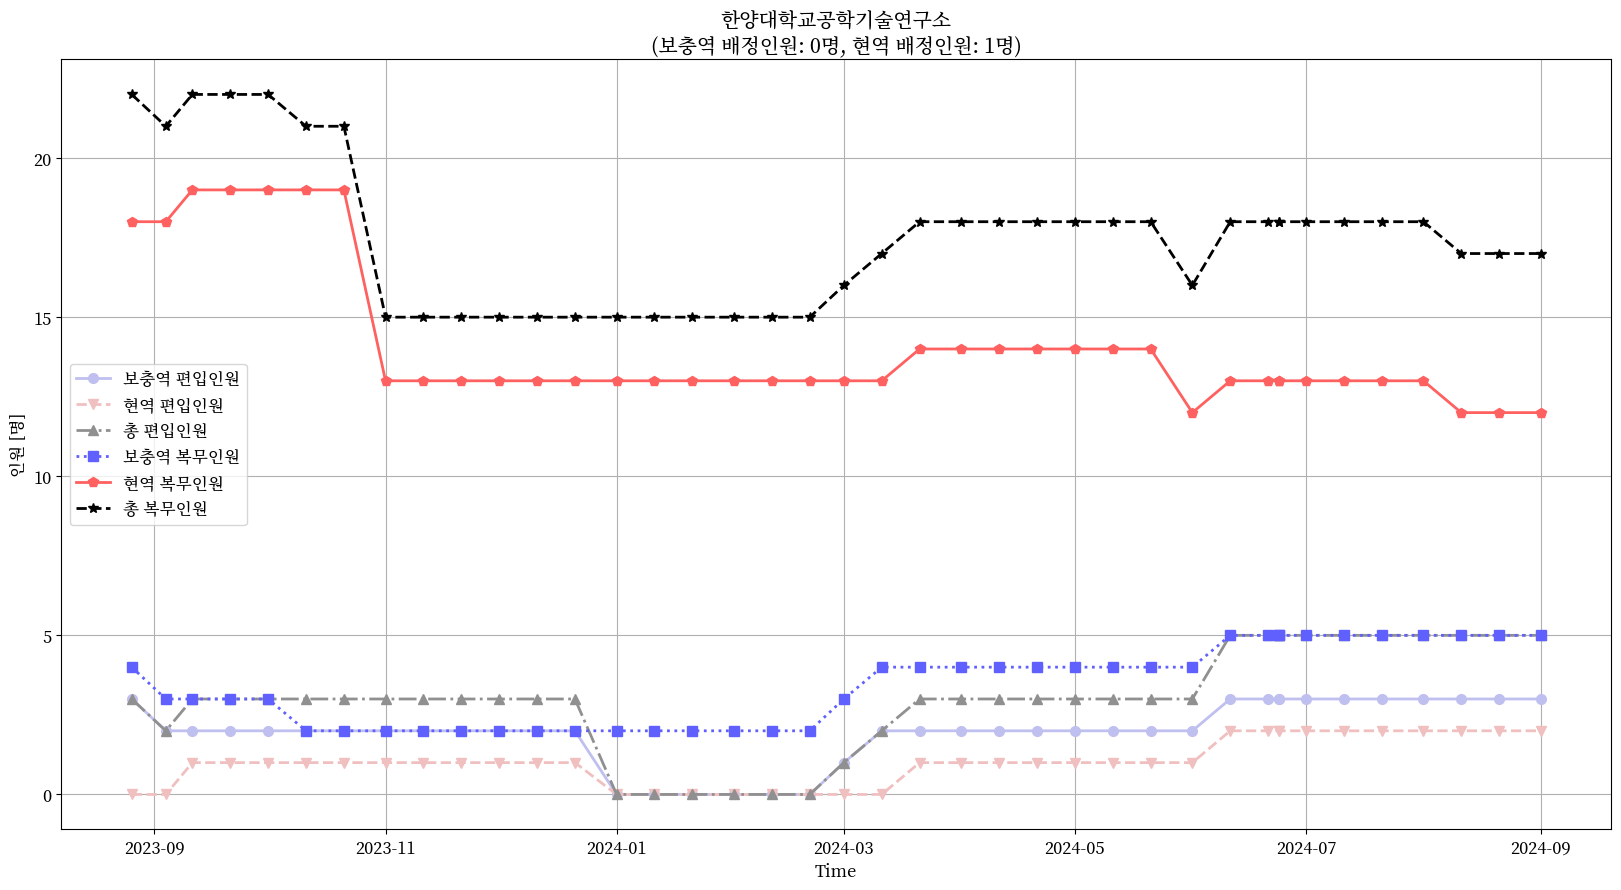 한양대학교공학기술연구소
(보충역 배정인원: 0명, 현역 배정인원: 1명)
20
15
10
5
0
인원 [명]
보충역 편입인원
현역 편입인원
총 편입인원
보충역 복무인원
현역 복무인원
총 복무인원
2023-09 2023-11 2024-01 2024-03 2024-05 2024-07 2024-09
Time